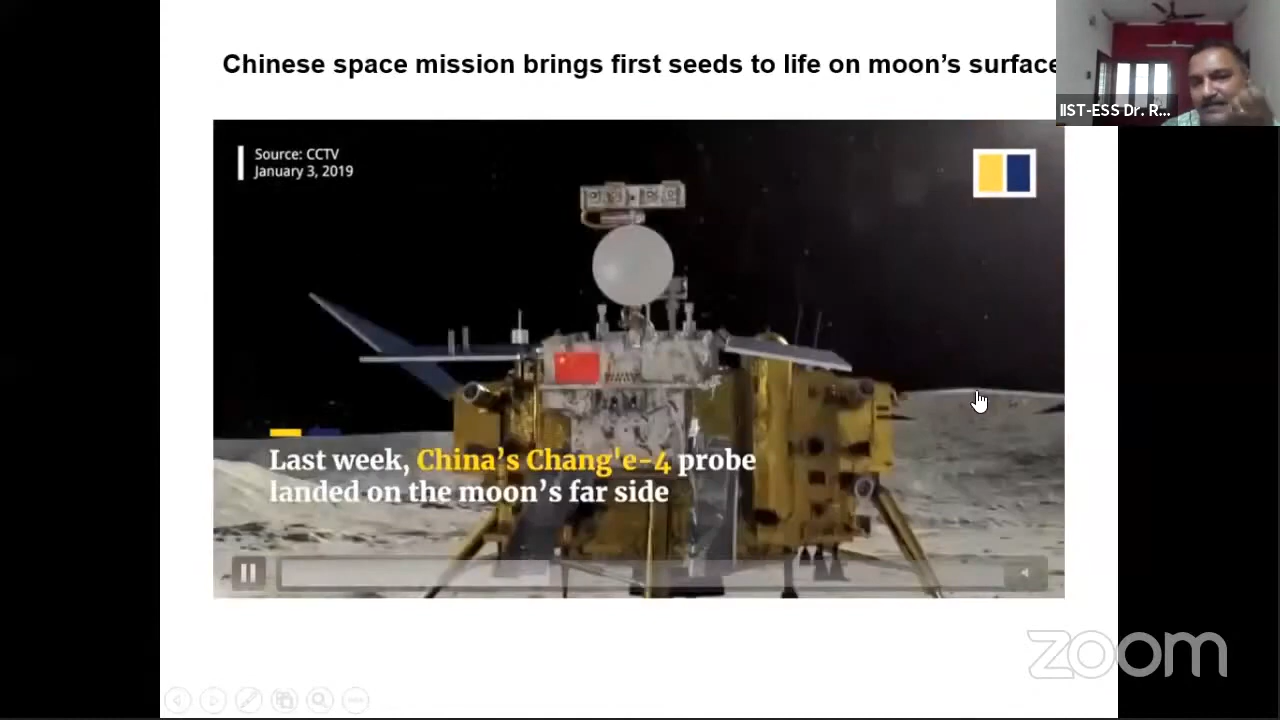 Chinese space mission brings first seeds to life on moon's surface
IIST-ESS Dr. R...
Source: CCTV
January 3, 2019
Last week, China's Chang'e-4 probe
landed on the moon's far side
zoom